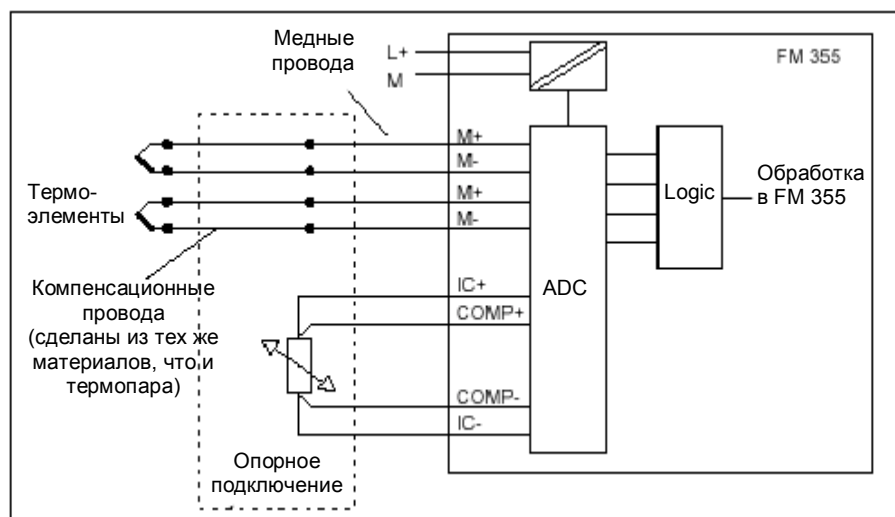 Медные
провода
L+
M
FM 355
M+
M-
M+
M-
Термо-
элементы
Logic
Обработка
в FM 355
Компенсационные
провода
(сделаны из тех же
материалов, что и
термопара)
IC+
COMP+
ADC
COMP-
IC-
Опорное
подключение